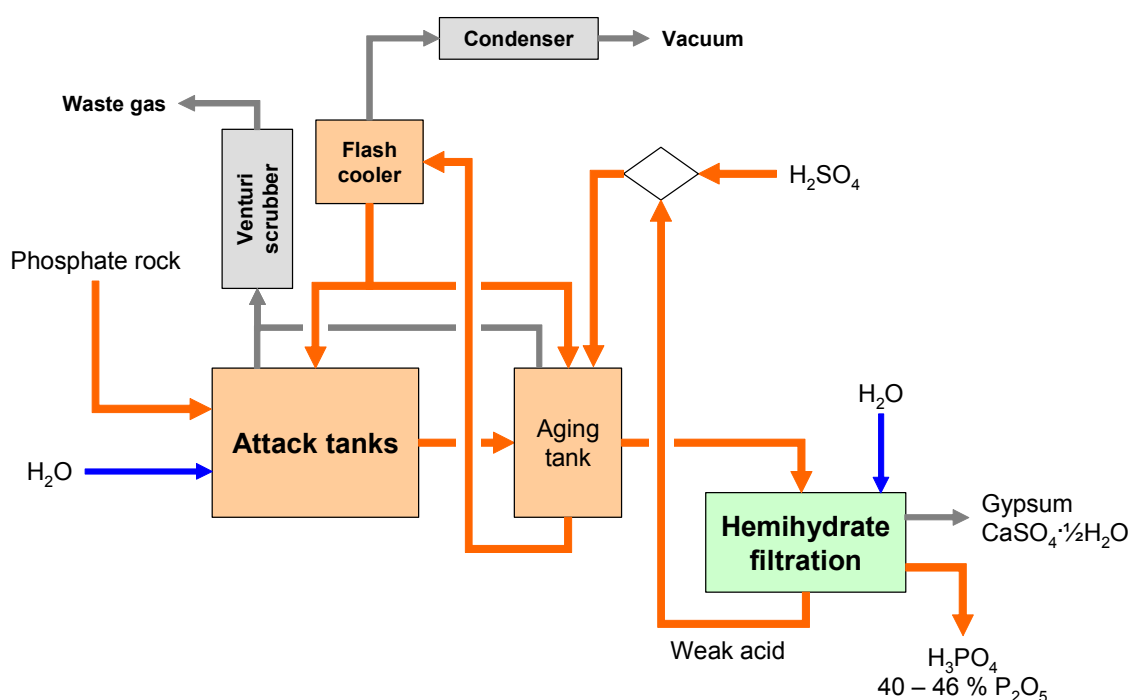 Condenser
Vacuum
Waste gas
Flash
cooler
Venturi
scrubber
H₂SO₄
Phosphate rock
H₂O
Attack tanks
Aging
tank
H₂O
Hemihydrate
filtration
Gypsum
CaSO₄·½H₂O
Weak acid
H₃PO₄
40 – 46 % P₂O₅